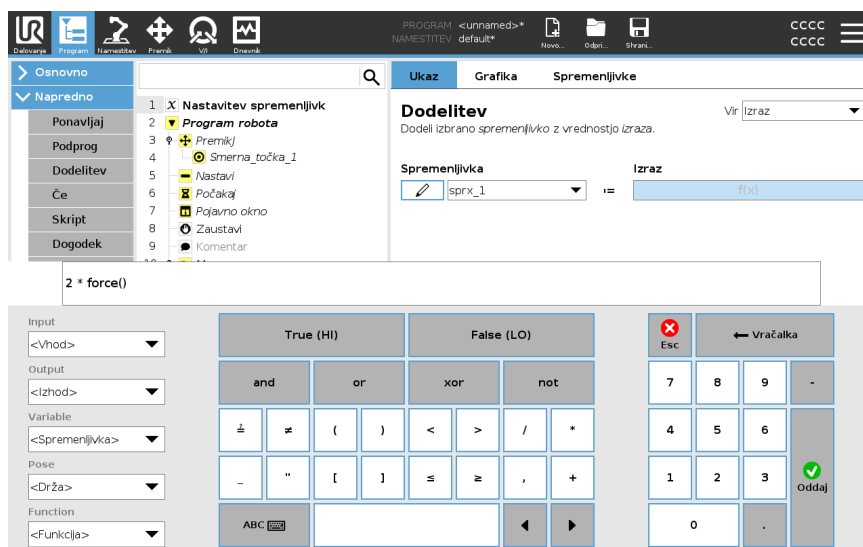 PROGRAM <unnamed>*
NAMESTITEV default*
cccc
cccc
Delovanje Program Namestitev Premik V/I Dnevnik Novo... Odpri... Shrani...
Osnovno
Napredno
Ponavljaj
Podprog
Dodelitev
Če
Skript
Dogodek
1 x Nastavitev spremenljivk
2 Program robota
3 PremikJ
4 Smerna_točka_1
5 Nastavi
6 Počakaj
7 Pojavno okno
8 Zaustavi
9 Komentar
Ukaz Grafika Spremenljivke
Dodelitev
Vir Izraz
Dodeli izbrano spremenljivko z vrednostjo izraza.
Spremenljivka Izraz
sprx_1 := f(x)
2 * force()
Input
<Vhod>
Output
<Izhod>
Variable
<Spremenljivka>
Pose
<Drža>
Function
<Funkcija>
True (HI) False (LO)
and or xor not
≟ ≠ ( ) < > / *
_ " [ ] ≤ ≥ , +
ABC
Esc Vračalka
7 8 9 -
4 5 6
1 2 3 Oddaj
0 .